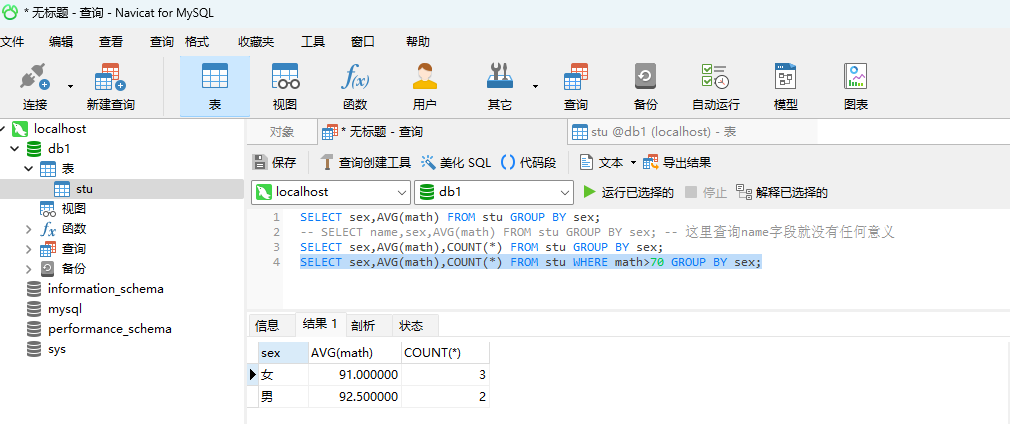 * 无标题 - 查询 - Navicat for MySQL
文件 编辑 查看 查询 格式 收藏夹 工具 窗口 帮助
连接 新建查询 表 视图 函数 用户 其它 查询 备份 自动运行 模型 图表
localhost
db1
表
stu
视图
函数
查询
备份
information_schema
mysql
performance_schema
sys
对象 * 无标题 - 查询 stu @db1 (localhost) - 表
保存 查询创建工具 美化 SQL 代码段 文本 导出结果
localhost db1 运行已选择的 停止 解释已选择的
1 SELECT sex,AVG(math) FROM stu GROUP BY sex;
2 -- SELECT name,sex,AVG(math) FROM stu GROUP BY sex; -- 这里查询name字段就没有任何意义
3 SELECT sex,AVG(math),COUNT(*) FROM stu GROUP BY sex;
4 SELECT sex,AVG(math),COUNT(*) FROM stu WHERE math>70 GROUP BY sex;
信息 结果 1 剖析 状态
sex AVG(math) COUNT(*)
女 91.000000 3
男 92.500000 2